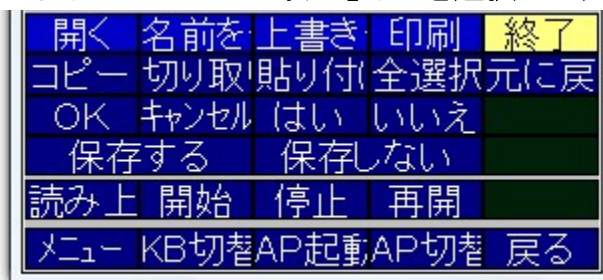 開く 名前を 上書き 印刷 終了
コピー 切り取 貼り付 全選択 元に戻
OK キャンセル はい いいえ
保存する 保存しない
読み上 開始 停止 再開
メニュー KB切替 AP起動 AP切替 戻る